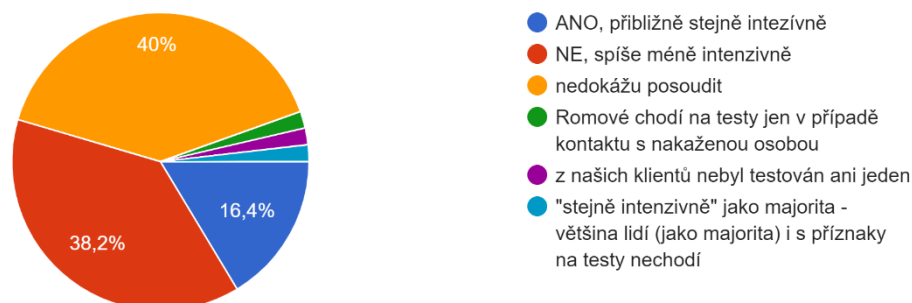 40%
16,4%
38,2%
ANO, přibližně stejně intezívně
NE, spíše méně intenzivně
nedokážu posoudit
Romové chodí na testy jen v případě
kontaktu s nakaženou osobou
z našich klientů nebyl testován ani jeden
"stejně intenzivně" jako majorita -
většina lidí (jako majorita) i s příznaky
na testy nechodí